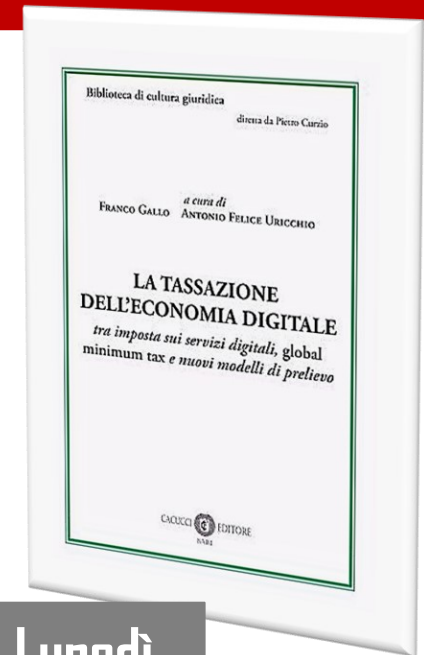 Biblioteca di cultura giuridica
diretta da Pietro Curzio
a cura di
FRANCO GALLO ANTONIO FELICE URICCHIO
LA TASSAZIONE
DELL'ECONOMIA DIGITALE
tra imposta sui servizi digitali, global
minimum tax e nuovi modelli di prelievo
CACUCCI EDITORE
BARI
Lunedì